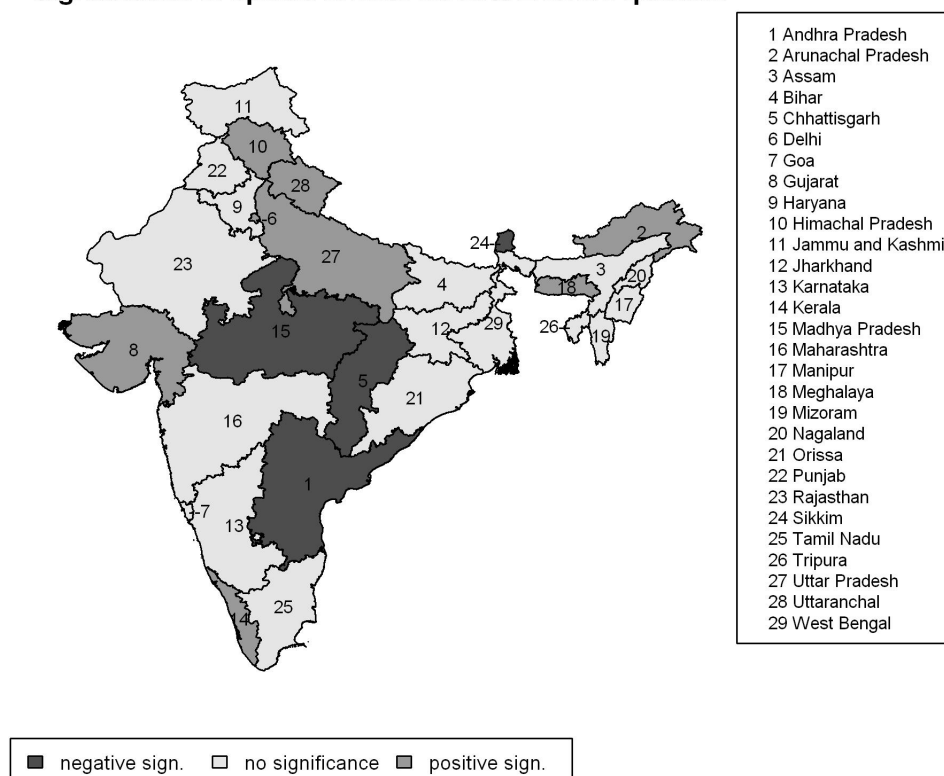 1 Andhra Pradesh
2 Arunachal Pradesh
3 Assam
4 Bihar
5 Chhattisgarh
6 Delhi
7 Goa
8 Gujarat
9 Haryana
10 Himachal Pradesh
11 Jammu and Kashmi
12 Jharkhand
13 Karnataka
14 Kerala
15 Madhya Pradesh
16 Maharashtra
17 Manipur
18 Meghalaya
19 Mizoram
20 Nagaland
21 Orissa
22 Punjab
23 Rajasthan
24 Sikkim
25 Tamil Nadu
26 Tripura
27 Uttar Pradesh
28 Uttaranchal
29 West Bengal
11
10
22
28
9
6
27
23
24
2
3
20
18
4
17
26
12
29
19
15
8
5
21
16
1
7
13
25
14
negative sign. no significance positive sign.